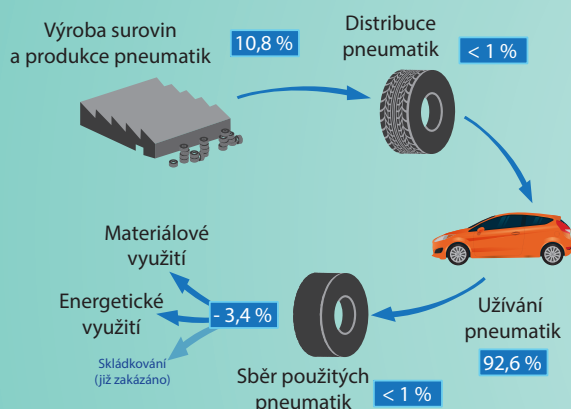 Výroba surovin
a produkce pneumatik
10,8 %
Distribuce
pneumatik
< 1 %
Užívání
pneumatik
92,6 %
Sběr použitých
pneumatik
< 1 %
- 3,4 %
Materiálové
využití
Energetické
využití
Skládkování
(již zakázáno)